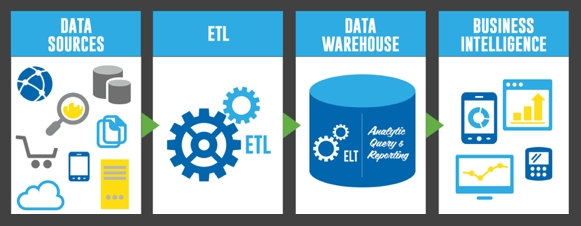 DATA
SOURCES
ETL
ETL
DATA
WAREHOUSE
ELT
Analytic
Query &
Reporting
BUSINESS
INTELLIGENCE